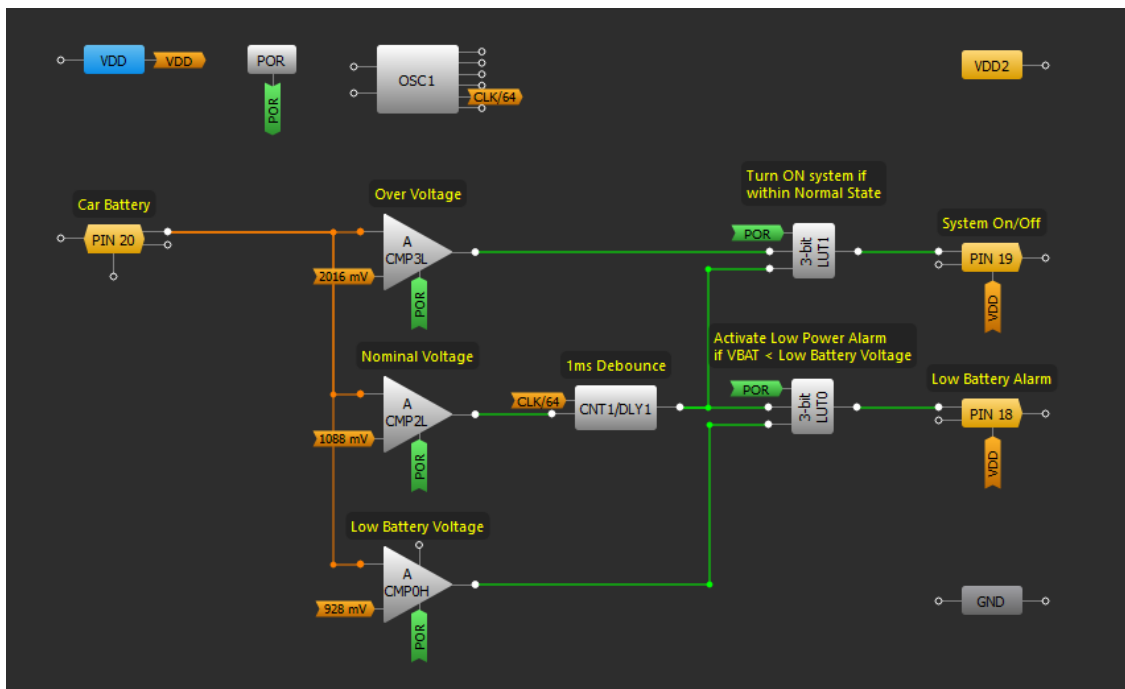 VDD
VDD
POR
POR
OSC1
CLK/64
VDD2
Car Battery
PIN 20
Over Voltage
A
CMP3L
2016 mV
POR
Turn ON system if
within Normal State
POR
3-bit
LUT1
System On/Off
PIN 19
VDD
Nominal Voltage
A
CMP2L
1088 mV
POR
1ms Debounce
CLK/64
CNT1/DLY1
Activate Low Power Alarm
if VBAT < Low Battery Voltage
POR
3-bit
LUT0
Low Battery Alarm
PIN 18
VDD
Low Battery Voltage
A
CMP0H
928 mV
POR
GND